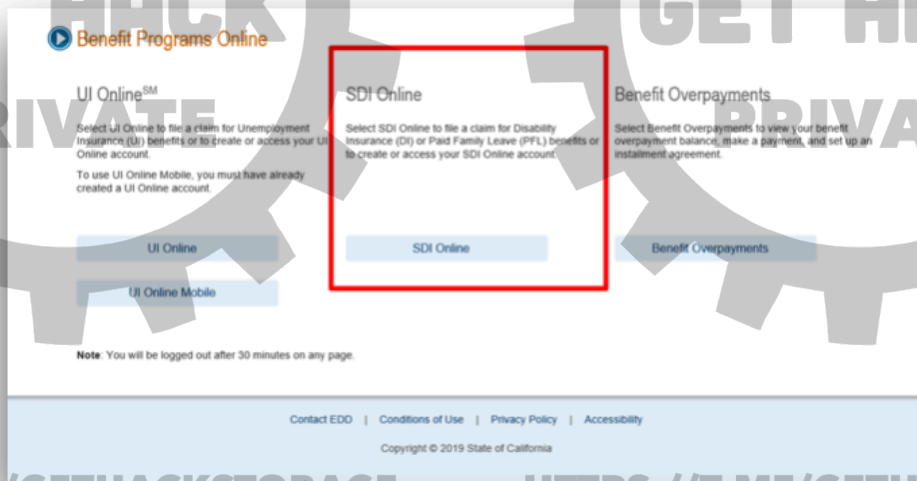 HACK
GET H
Benefit Programs Online
UI Online℠
Select UI Online to file a claim for Unemployment
Insurance (UI) benefits or to create or access your UI
Online account.
To use UI Online Mobile, you must have already
created a UI Online account.
UI Online
UI Online Mobile
SDI Online
Select SDI Online to file a claim for Disability
Insurance (DI) or Paid Family Leave (PFL) benefits or
to create or access your SDI Online account.
SDI Online
Benefit Overpayments
Select Benefit Overpayments to view your benefit
overpayment balance, make a payment, and set up an
installment agreement.
Benefit Overpayments
RIVATE
PRIVA
Note: You will be logged out after 30 minutes on any page.
Contact EDD | Conditions of Use | Privacy Policy | Accessibility
Copyright © 2019 State of California
/GETHACKSTORAGE
HTTPS://T.ME/GETH